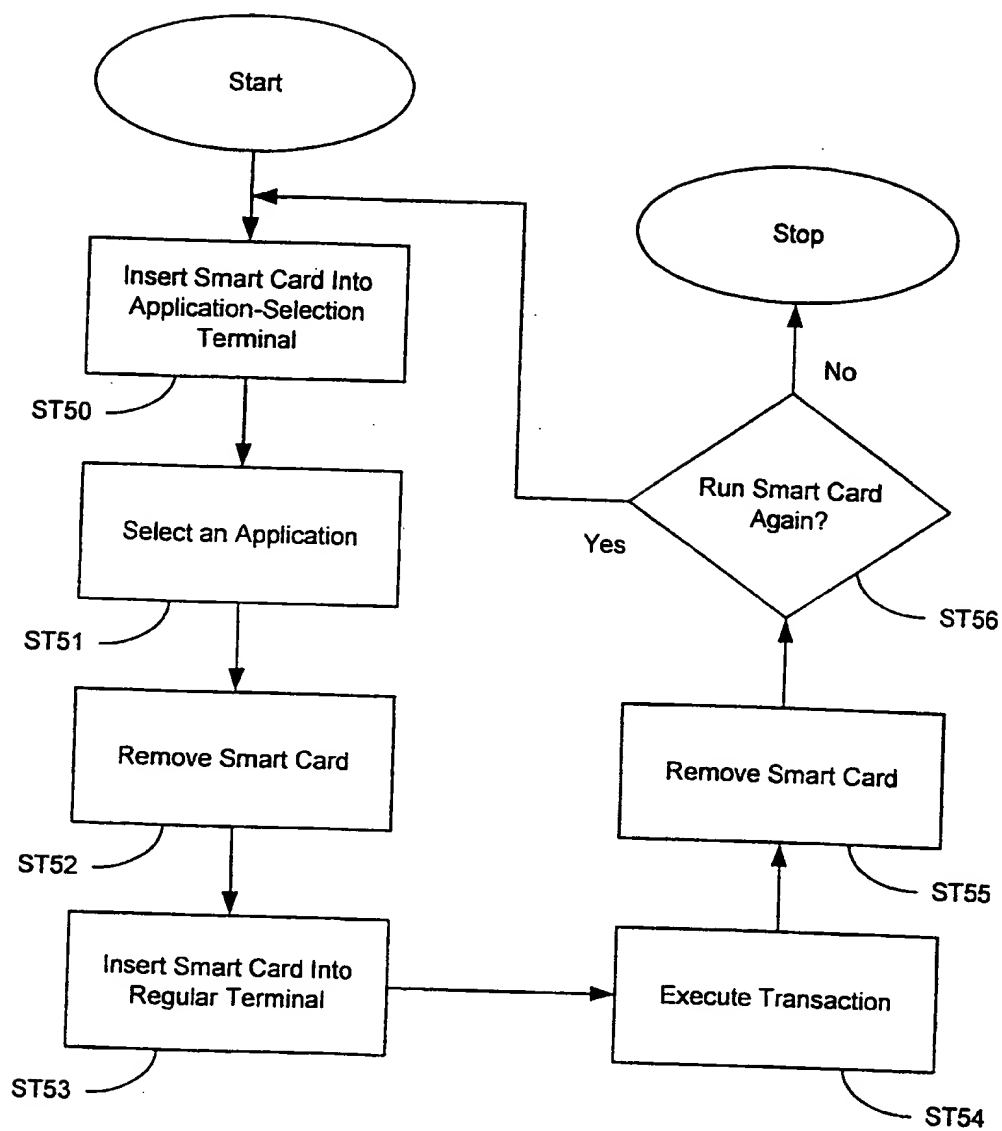 Start
Insert Smart Card Into
Application-Selection
Terminal
ST50
Select an Application
ST51
Remove Smart Card
ST52
Insert Smart Card Into
Regular Terminal
ST53
Execute Transaction
ST54
Remove Smart Card
ST55
Run Smart Card
Again?
ST56
Yes
No
Stop